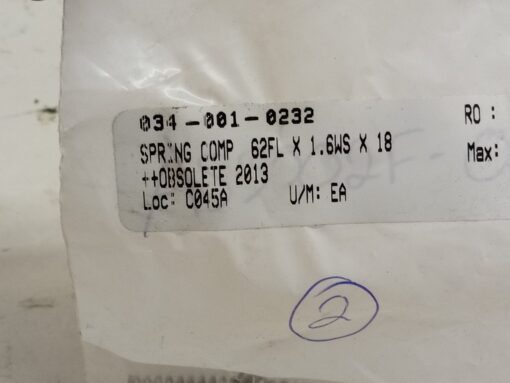 034-001-0232 RO :
SPRING COMP 62FL X 1.6WS X 18 Max:
++OBSOLETE 2013
Loc: C045A U/M: EA
2